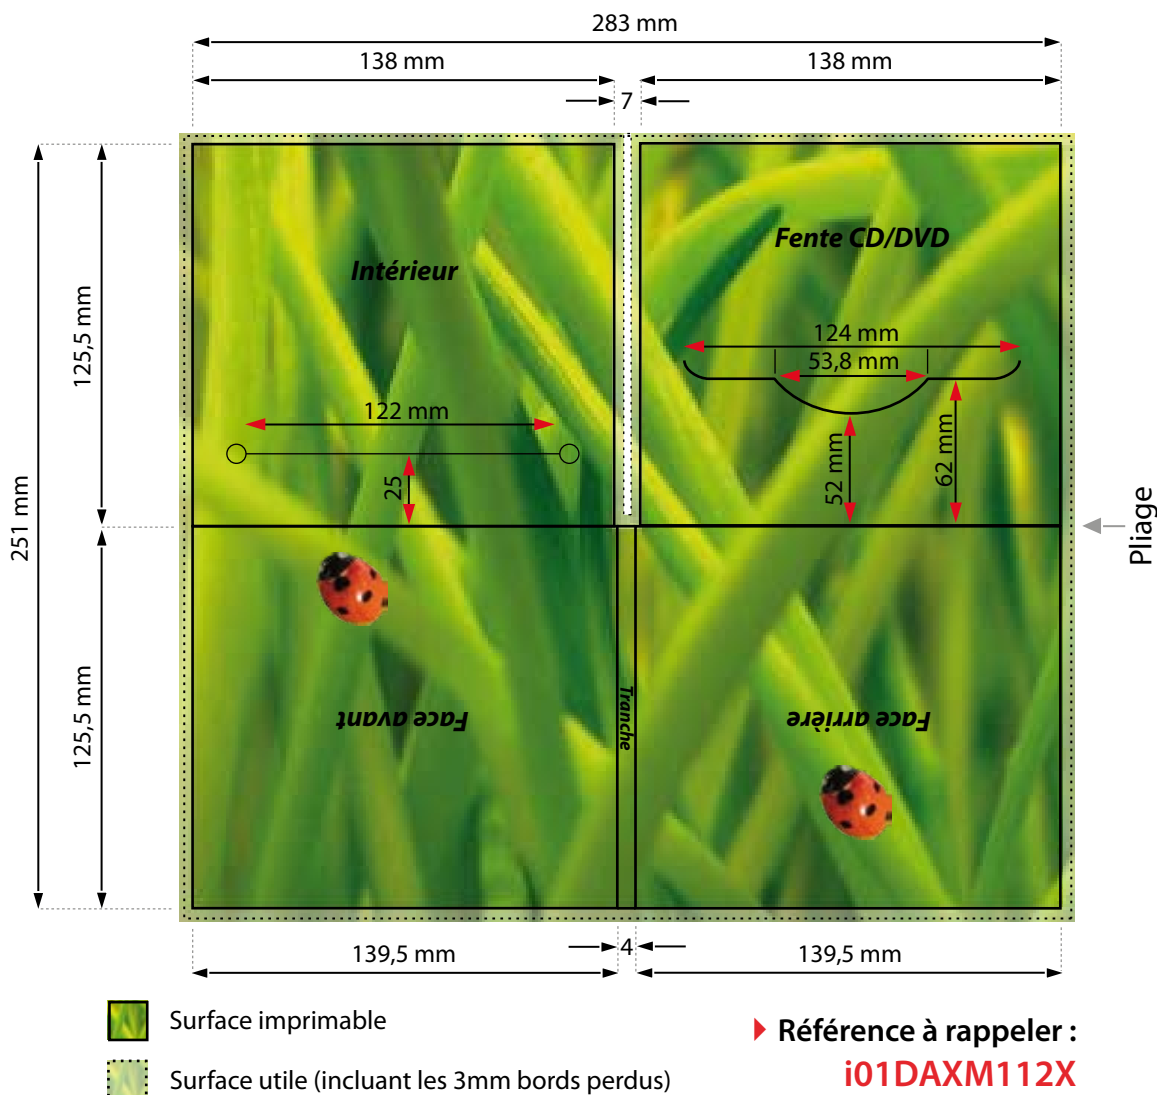 283 mm
138 mm
138 mm
7
Intérieur
Fente CD/DVD
124 mm
53,8 mm
122 mm
25
52 mm
62 mm
251 mm
125,5 mm
125,5 mm
Pliage
Face avant
Tranche
Face arrière
139,5 mm
4
139,5 mm
Surface imprimable
Référence à rappeler :
i01DAXM112X
Surface utile (incluant les 3mm bords perdus)